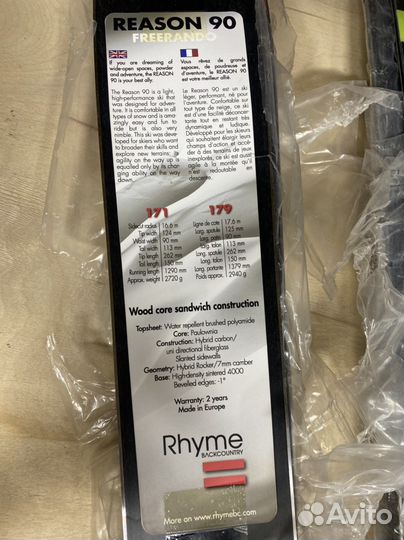 REASON 90
FREERANDO
If you are dreaming of
wide-open spaces, powder
and adventure, the REASON
90 is your best ally.
The Reason 90 is a light,
high-performance ski that
was designed for adven-
ture. It is comfortable in all
types of snow and is ama-
zingly easy and fun to
ride but is also very
nimble. This ski was deve-
loped for skiers who want
to broaden their skills and
explore new terrains. Its
agility on the way up is
equalled only by its char-
ging ability on the way
down.
Vous rêvez de grands
espaces, de poudreuse et
d'aventure, le REASON 90
est votre meilleur allié.
Le Reason 90 est un ski
léger, performant, né pour
l'aventure. Confortable sur
tout type de neige, ce ski
est d'une facilité déconcer-
tante tout en restant très
dynamique et ludique.
Développé pour les skieurs
qui souhaitent élargir leurs
champs d'action et accé-
der à des terrains de jeux
inexplorés, ce ski est aussi
agile à la montée qu'il
n'est redoutable en
descente.
171
Sidecut radius 16.6 m
Tip width 124 mm
Waist width 90 mm
Tail width 113 mm
Tip length 262 mm
Tail length 150 mm
Running length 1290 mm
Approx. weight 2720 g
179
Ligne de cote 17.6 m
Larg. spatule 125 mm
Larg. patin 90 mm
Larg. talon 113 mm
Long. spatule 262 mm
Long. talon 150 mm
Long. portante 1379 mm
Poids approx. 2940 g
Wood core sandwich construction
Topsheet: Water repellent brushed polyamide
Core: Paulownia
Construction: Hybrid carbon/
uni directional fiberglass
Slanted sidewalls
Geometry: Hybrid Rocker/7mm camber
Base: High-density sintered 4000
Bevelled edges: -1°
Warranty: 2 years
Made in Europe
Rhyme
BACKCOUNTRY
More on www.rhymebc.com
Avito